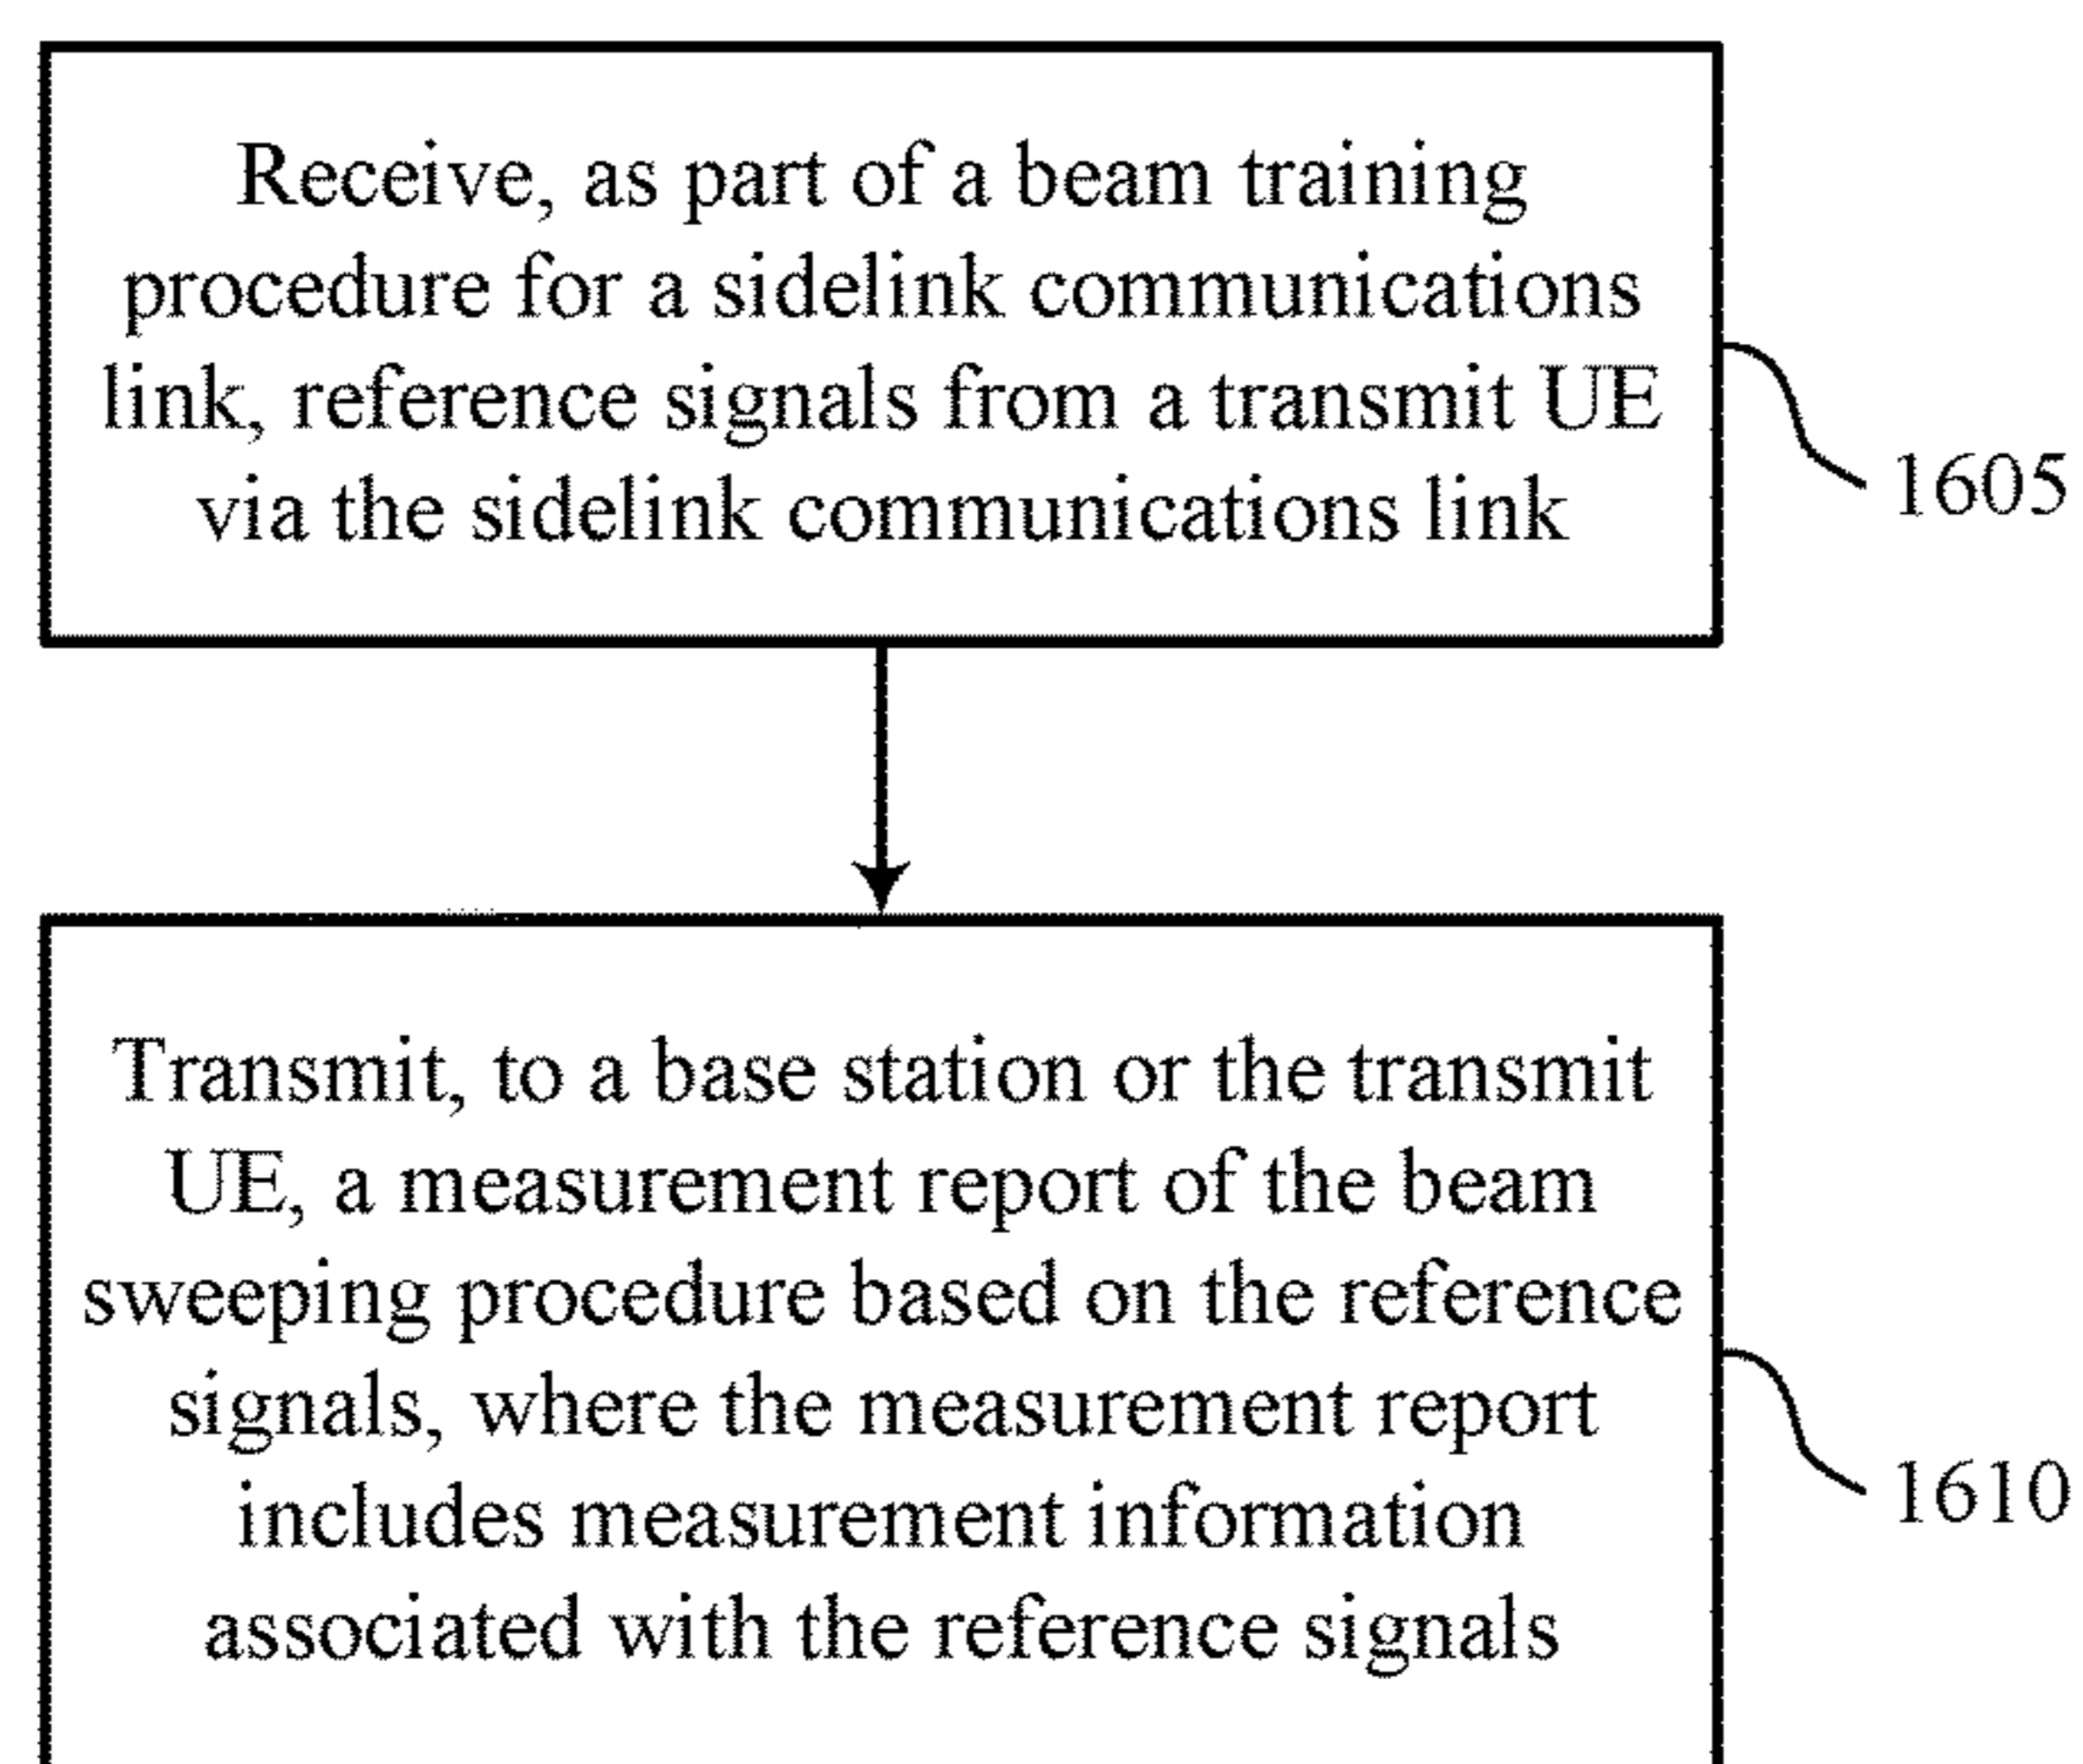 Receive, as part of a beam training
procedure for a sidelink communications
link, reference signals from a transmit UE
via the sidelink communications link
1605
Transmit, to a base station or the transmit
UE, a measurement report of the beam
sweeping procedure based on the reference
signals, where the measurement report
includes measurement information
associated with the reference signals
1610